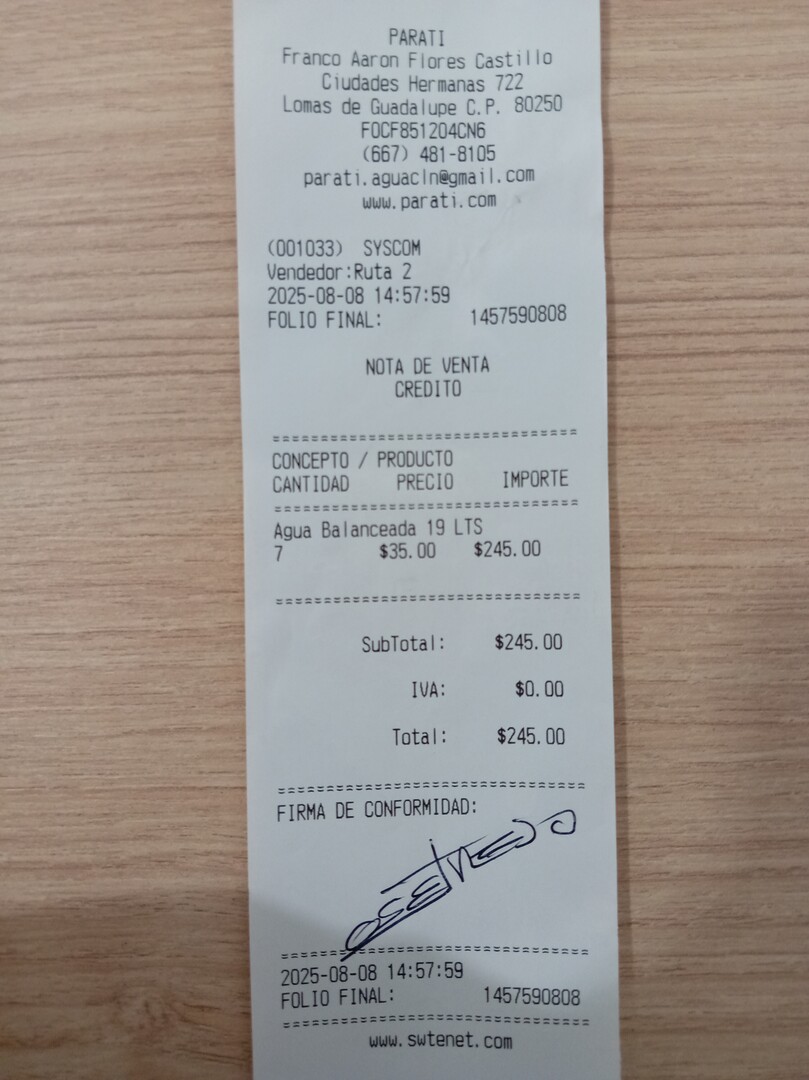 PARATI
Franco Aaron Flores Castillo
Ciudades Hermanas 722
Lomas de Guadalupe C.P. 80250
FOCF851204CN6
(667) 481-8105
parati.aguacln@gmail.com
www.parati.com
(001033) SYSCOM
Vendedor:Ruta 2
2025-08-08 14:57:59
FOLIO FINAL: 1457590808
NOTA DE VENTA
CREDITO
===================================
CONCEPTO / PRODUCTO
CANTIDAD PRECIO IMPORTE
===================================
Agua Balanceada 19 LTS
7 $35.00 $245.00
===================================
SubTotal: $245.00
IVA: $0.00
Total: $245.00
===================================
FIRMA DE CONFORMIDAD:
===================================
2025-08-08 14:57:59
FOLIO FINAL: 1457590808
===================================
www.swtenet.com